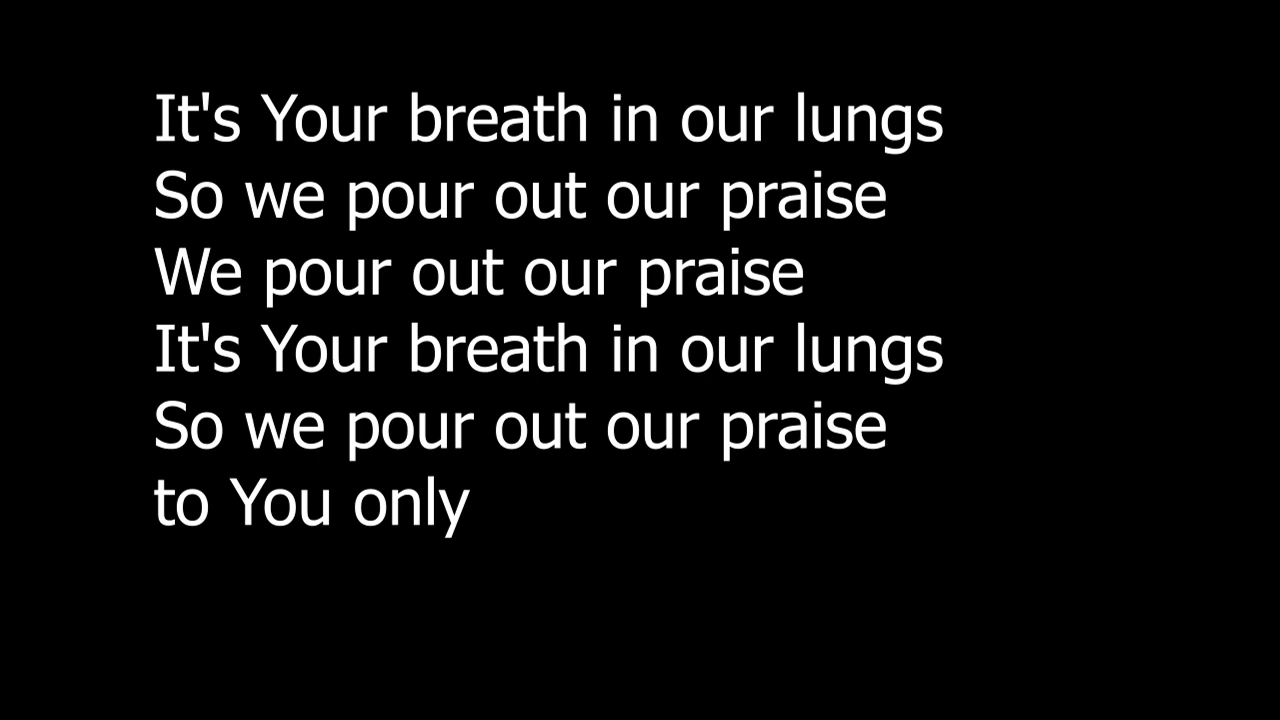 It's Your breath in our lungs
So we pour out our praise
We pour out our praise
It's Your breath in our lungs
So we pour out our praise
to You only